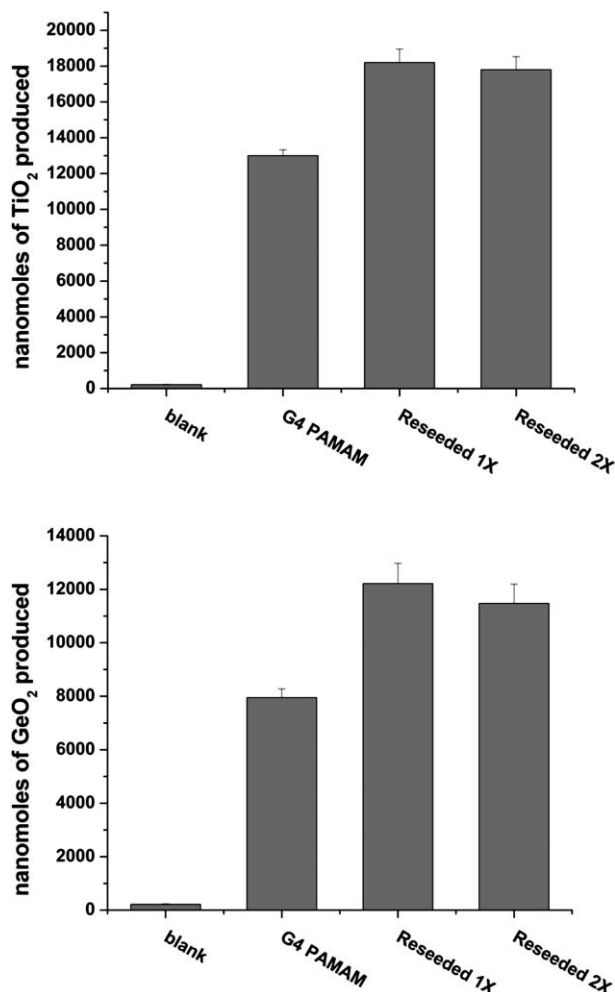 nanomoles of TiO2 produced
20000
18000
16000
14000
12000
10000
8000
6000
4000
2000
0
blank
G4 PAMAM
Reseeded 1X
Reseeded 2X
nanomoles of GeO2 produced
14000
12000
10000
8000
6000
4000
2000
0
blank
G4 PAMAM
Reseeded 1X
Reseeded 2X